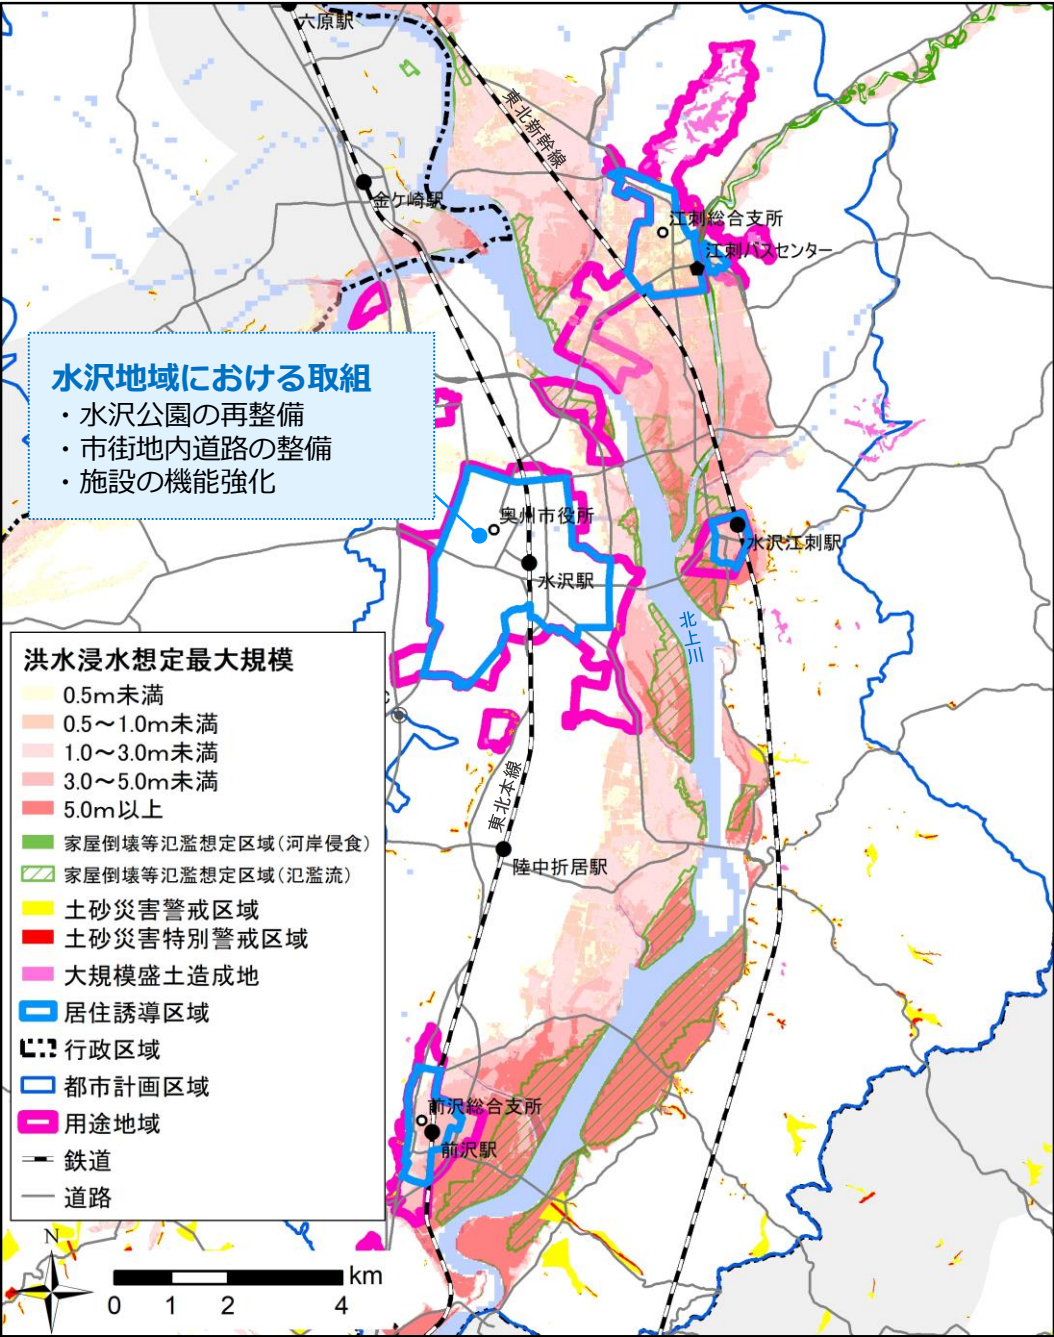 六原駅
東北新幹線
金ケ崎駅
江刺総合支所
江刺バスセンター
水沢地域における取組
・水沢公園の再整備
・市街地内道路の整備
・施設の機能強化
奥州市役所
水沢江刺駅
水沢駅
北上川
洪水浸水想定最大規模
0.5m未満
0.5～1.0m未満
1.0～3.0m未満
3.0～5.0m未満
5.0m以上
家屋倒壊等氾濫想定区域(河岸侵食)
家屋倒壊等氾濫想定区域(氾濫流)
土砂災害警戒区域
土砂災害特別警戒区域
大規模盛土造成地
居住誘導区域
行政区域
都市計画区域
用途地域
鉄道
道路
東北本線
陸中折居駅
前沢総合支所
前沢駅
N
km
0 1 2 4